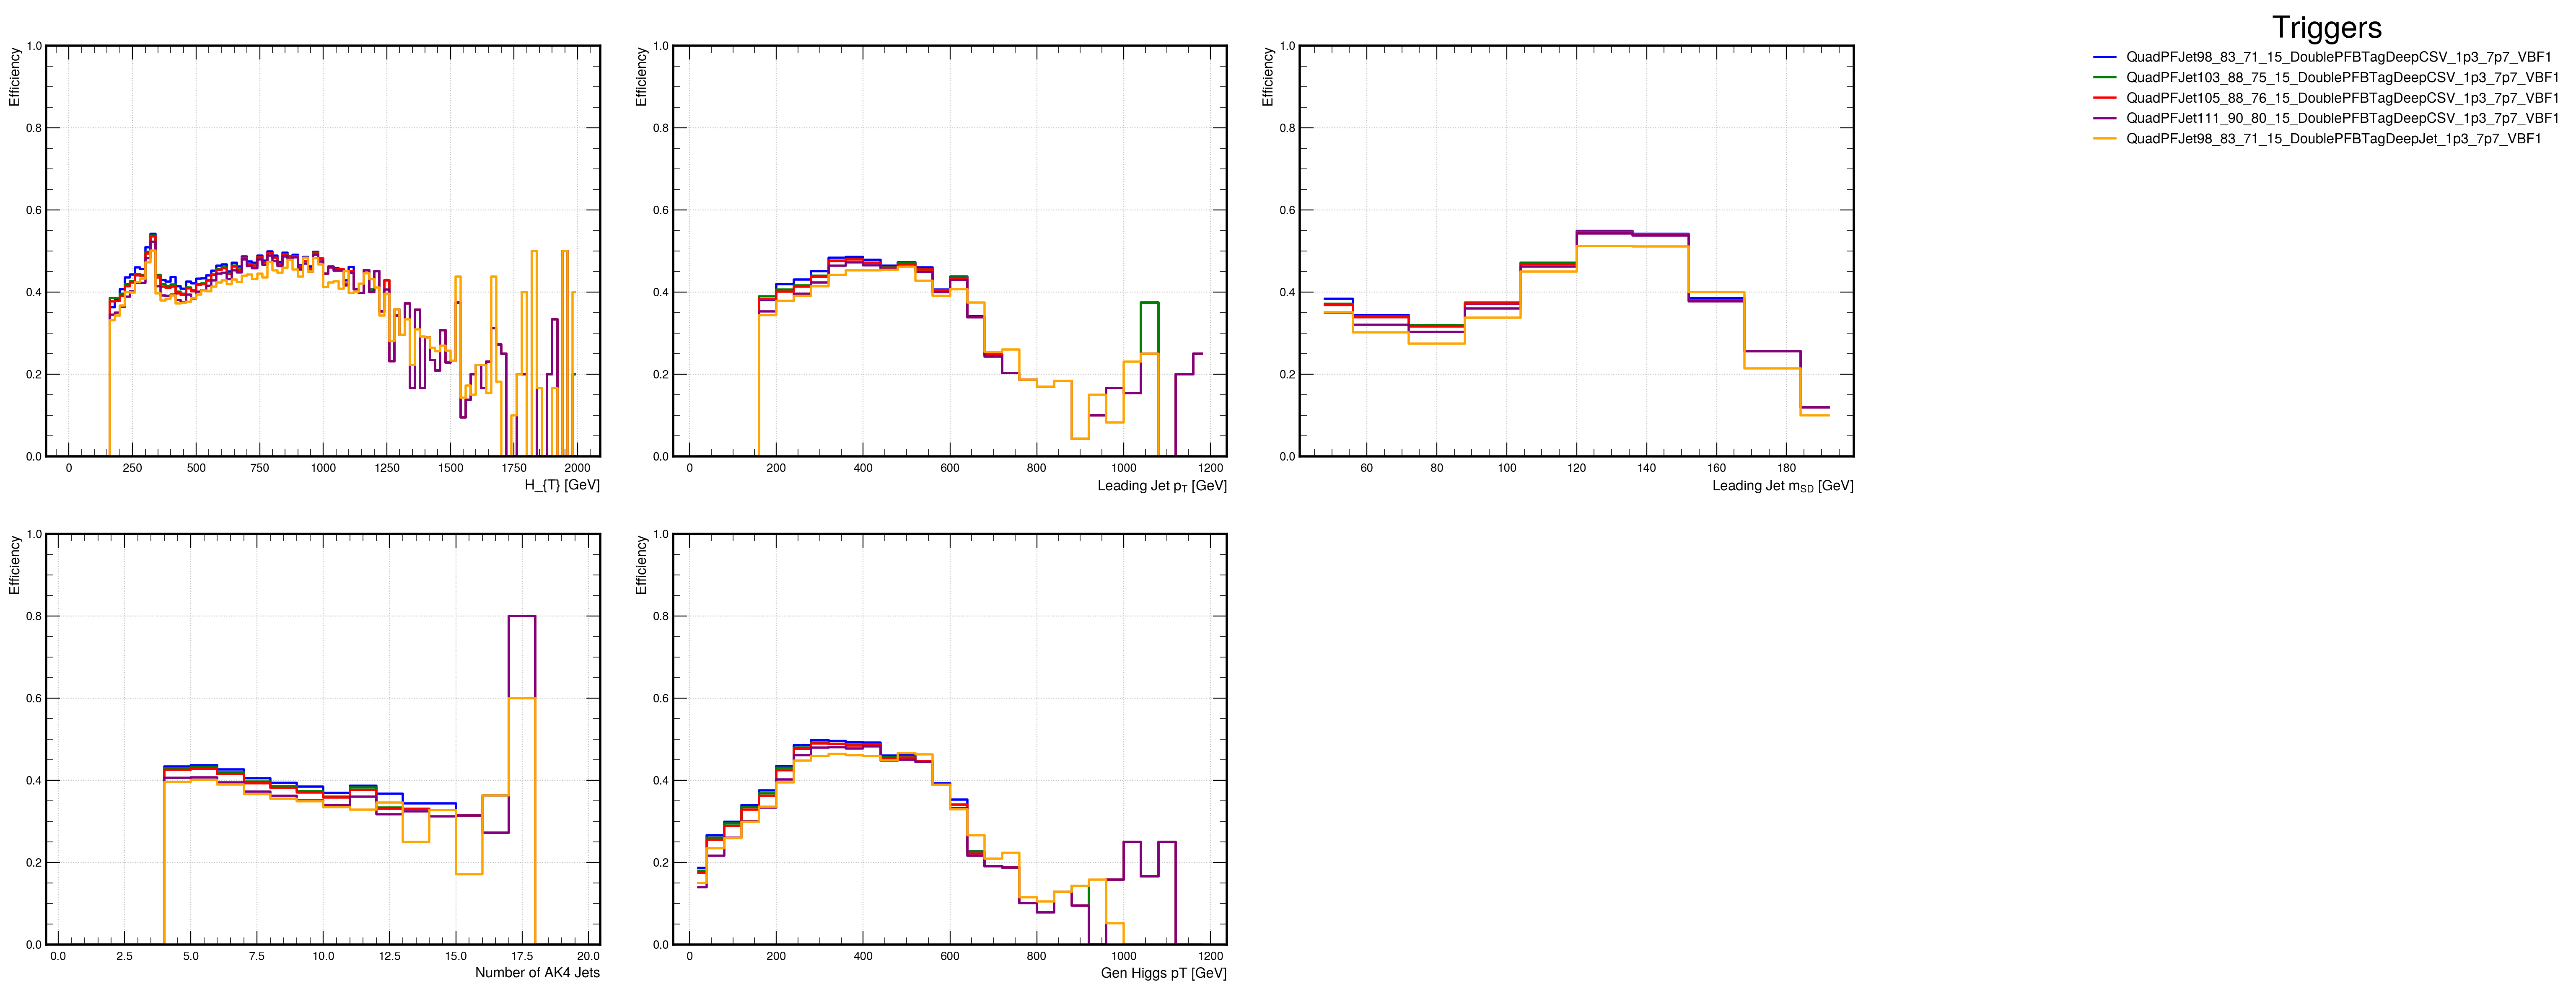 Triggers
QuadPFJet98_83_71_15_DoublePFBTagDeepCSV_1p3_7p7_VBF1
QuadPFJet103_88_75_15_DoublePFBTagDeepCSV_1p3_7p7_VBF1
QuadPFJet105_88_76_15_DoublePFBTagDeepCSV_1p3_7p7_VBF1
QuadPFJet111_90_80_15_DoublePFBTagDeepCSV_1p3_7p7_VBF1
QuadPFJet98_83_71_15_DoublePFBTagDeepJet_1p3_7p7_VBF1
Efficiency
1.0
0.8
0.6
0.4
0.2
0.0
0 250 500 750 1000 1250 1500 1750 2000
H_{T} [GeV]
Efficiency
1.0
0.8
0.6
0.4
0.2
0.0
0 200 400 600 800 1000 1200
Leading Jet pT [GeV]
Efficiency
1.0
0.8
0.6
0.4
0.2
0.0
60 80 100 120 140 160 180
Leading Jet mSD [GeV]
Efficiency
1.0
0.8
0.6
0.4
0.2
0.0
0.0 2.5 5.0 7.5 10.0 12.5 15.0 17.5 20.0
Number of AK4 Jets
Efficiency
1.0
0.8
0.6
0.4
0.2
0.0
0 200 400 600 800 1000 1200
Gen Higgs pT [GeV]